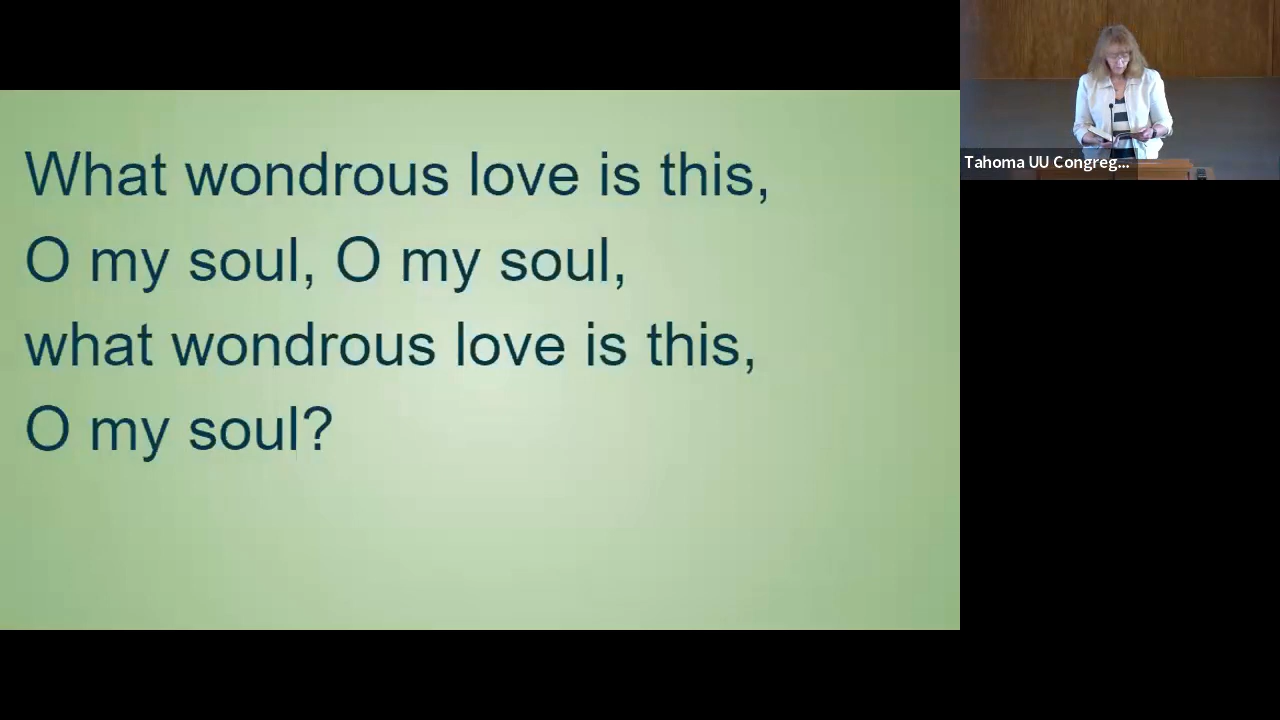 What wondrous love is this,
O my soul, O my soul,
what wondrous love is this,
O my soul?
Tahoma UU Congreg...